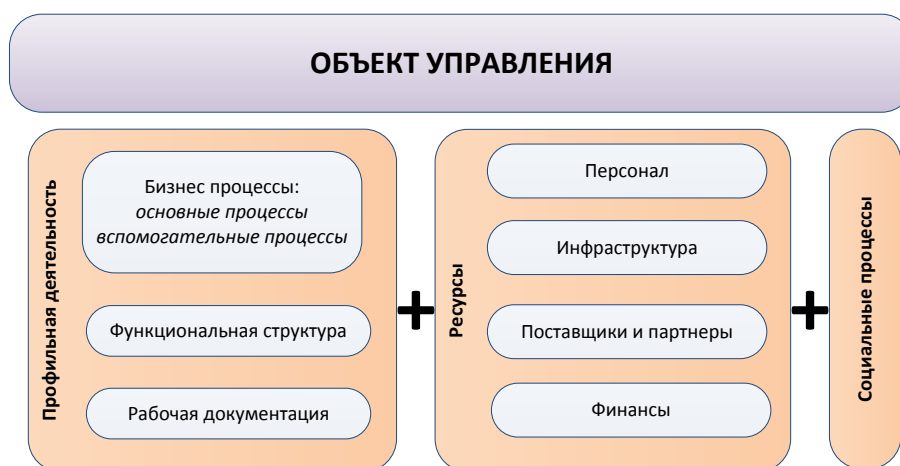 ОБЪЕКТ УПРАВЛЕНИЯ
Профильная деятельность
Бизнес процессы:
основные процессы
вспомогательные процессы
Функциональная структура
Рабочая документация
+
Ресурсы
Персонал
Инфраструктура
Поставщики и партнеры
Финансы
+
Социальные процессы